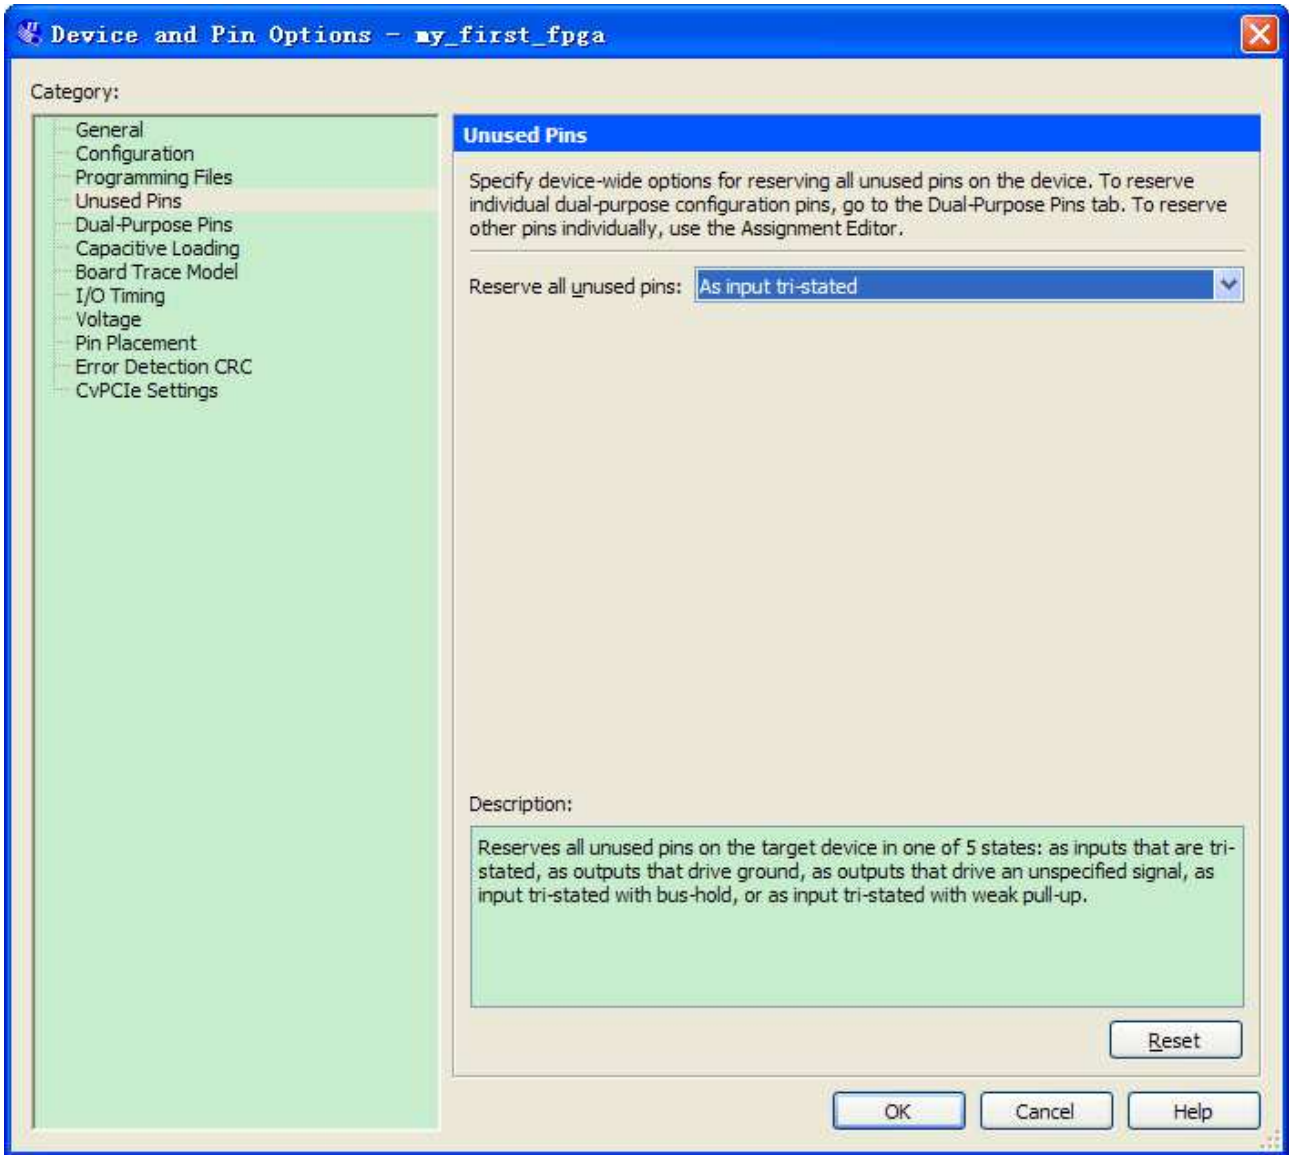 Device and Pin Options - my_first_fpga
Category:
General
Configuration
Programming Files
Unused Pins
Dual-Purpose Pins
Capacitive Loading
Board Trace Model
I/O Timing
Voltage
Pin Placement
Error Detection CRC
CvPCIe Settings
Unused Pins
Specify device-wide options for reserving all unused pins on the device. To reserve
individual dual-purpose configuration pins, go to the Dual-Purpose Pins tab. To reserve
other pins individually, use the Assignment Editor.
Reserve all unused pins: As input tri-stated
Description:
Reserves all unused pins on the target device in one of 5 states: as inputs that are tri-
stated, as outputs that drive ground, as outputs that drive an unspecified signal, as
input tri-stated with bus-hold, or as input tri-stated with weak pull-up.
Reset
OK Cancel Help